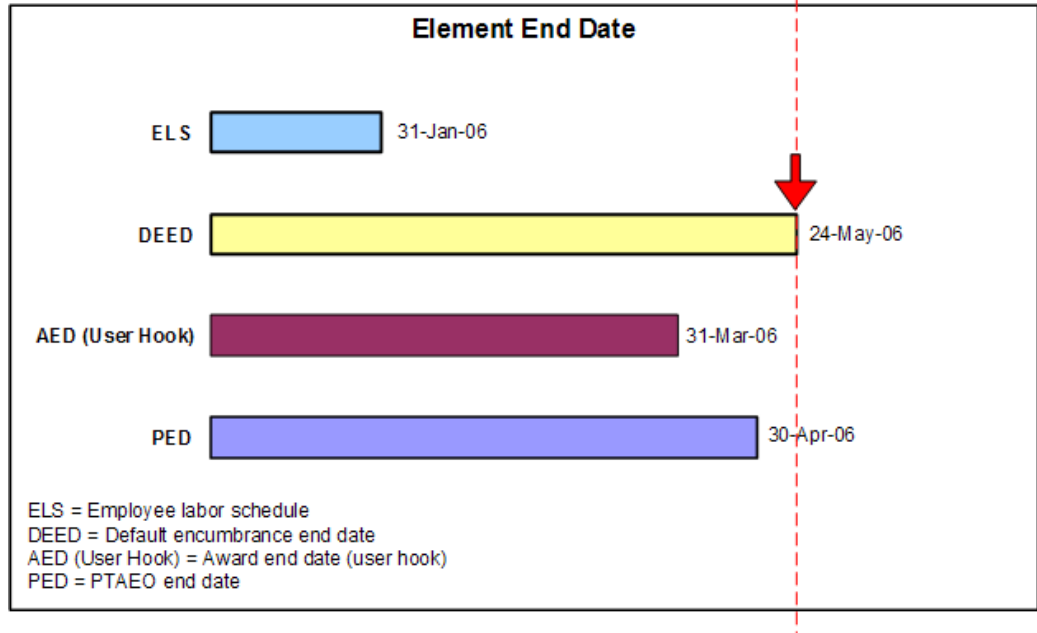 Element End Date
ELS 31-Jan-06
DEED 24-May-06
AED (User Hook) 31-Mar-06
PED 30-Apr-06
ELS = Employee labor schedule
DEED = Default encumbrance end date
AED (User Hook) = Award end date (user hook)
PED = PTAEO end date